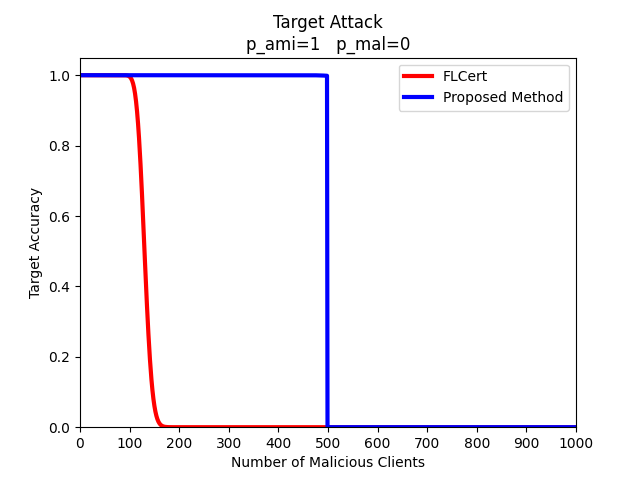 Target Attack
p_ami=1 p_mal=0
FLCert
Proposed Method
Target Accuracy
1.0
0.8
0.6
0.4
0.2
0.0
0 100 200 300 400 500 600 700 800 900 1000
Number of Malicious Clients